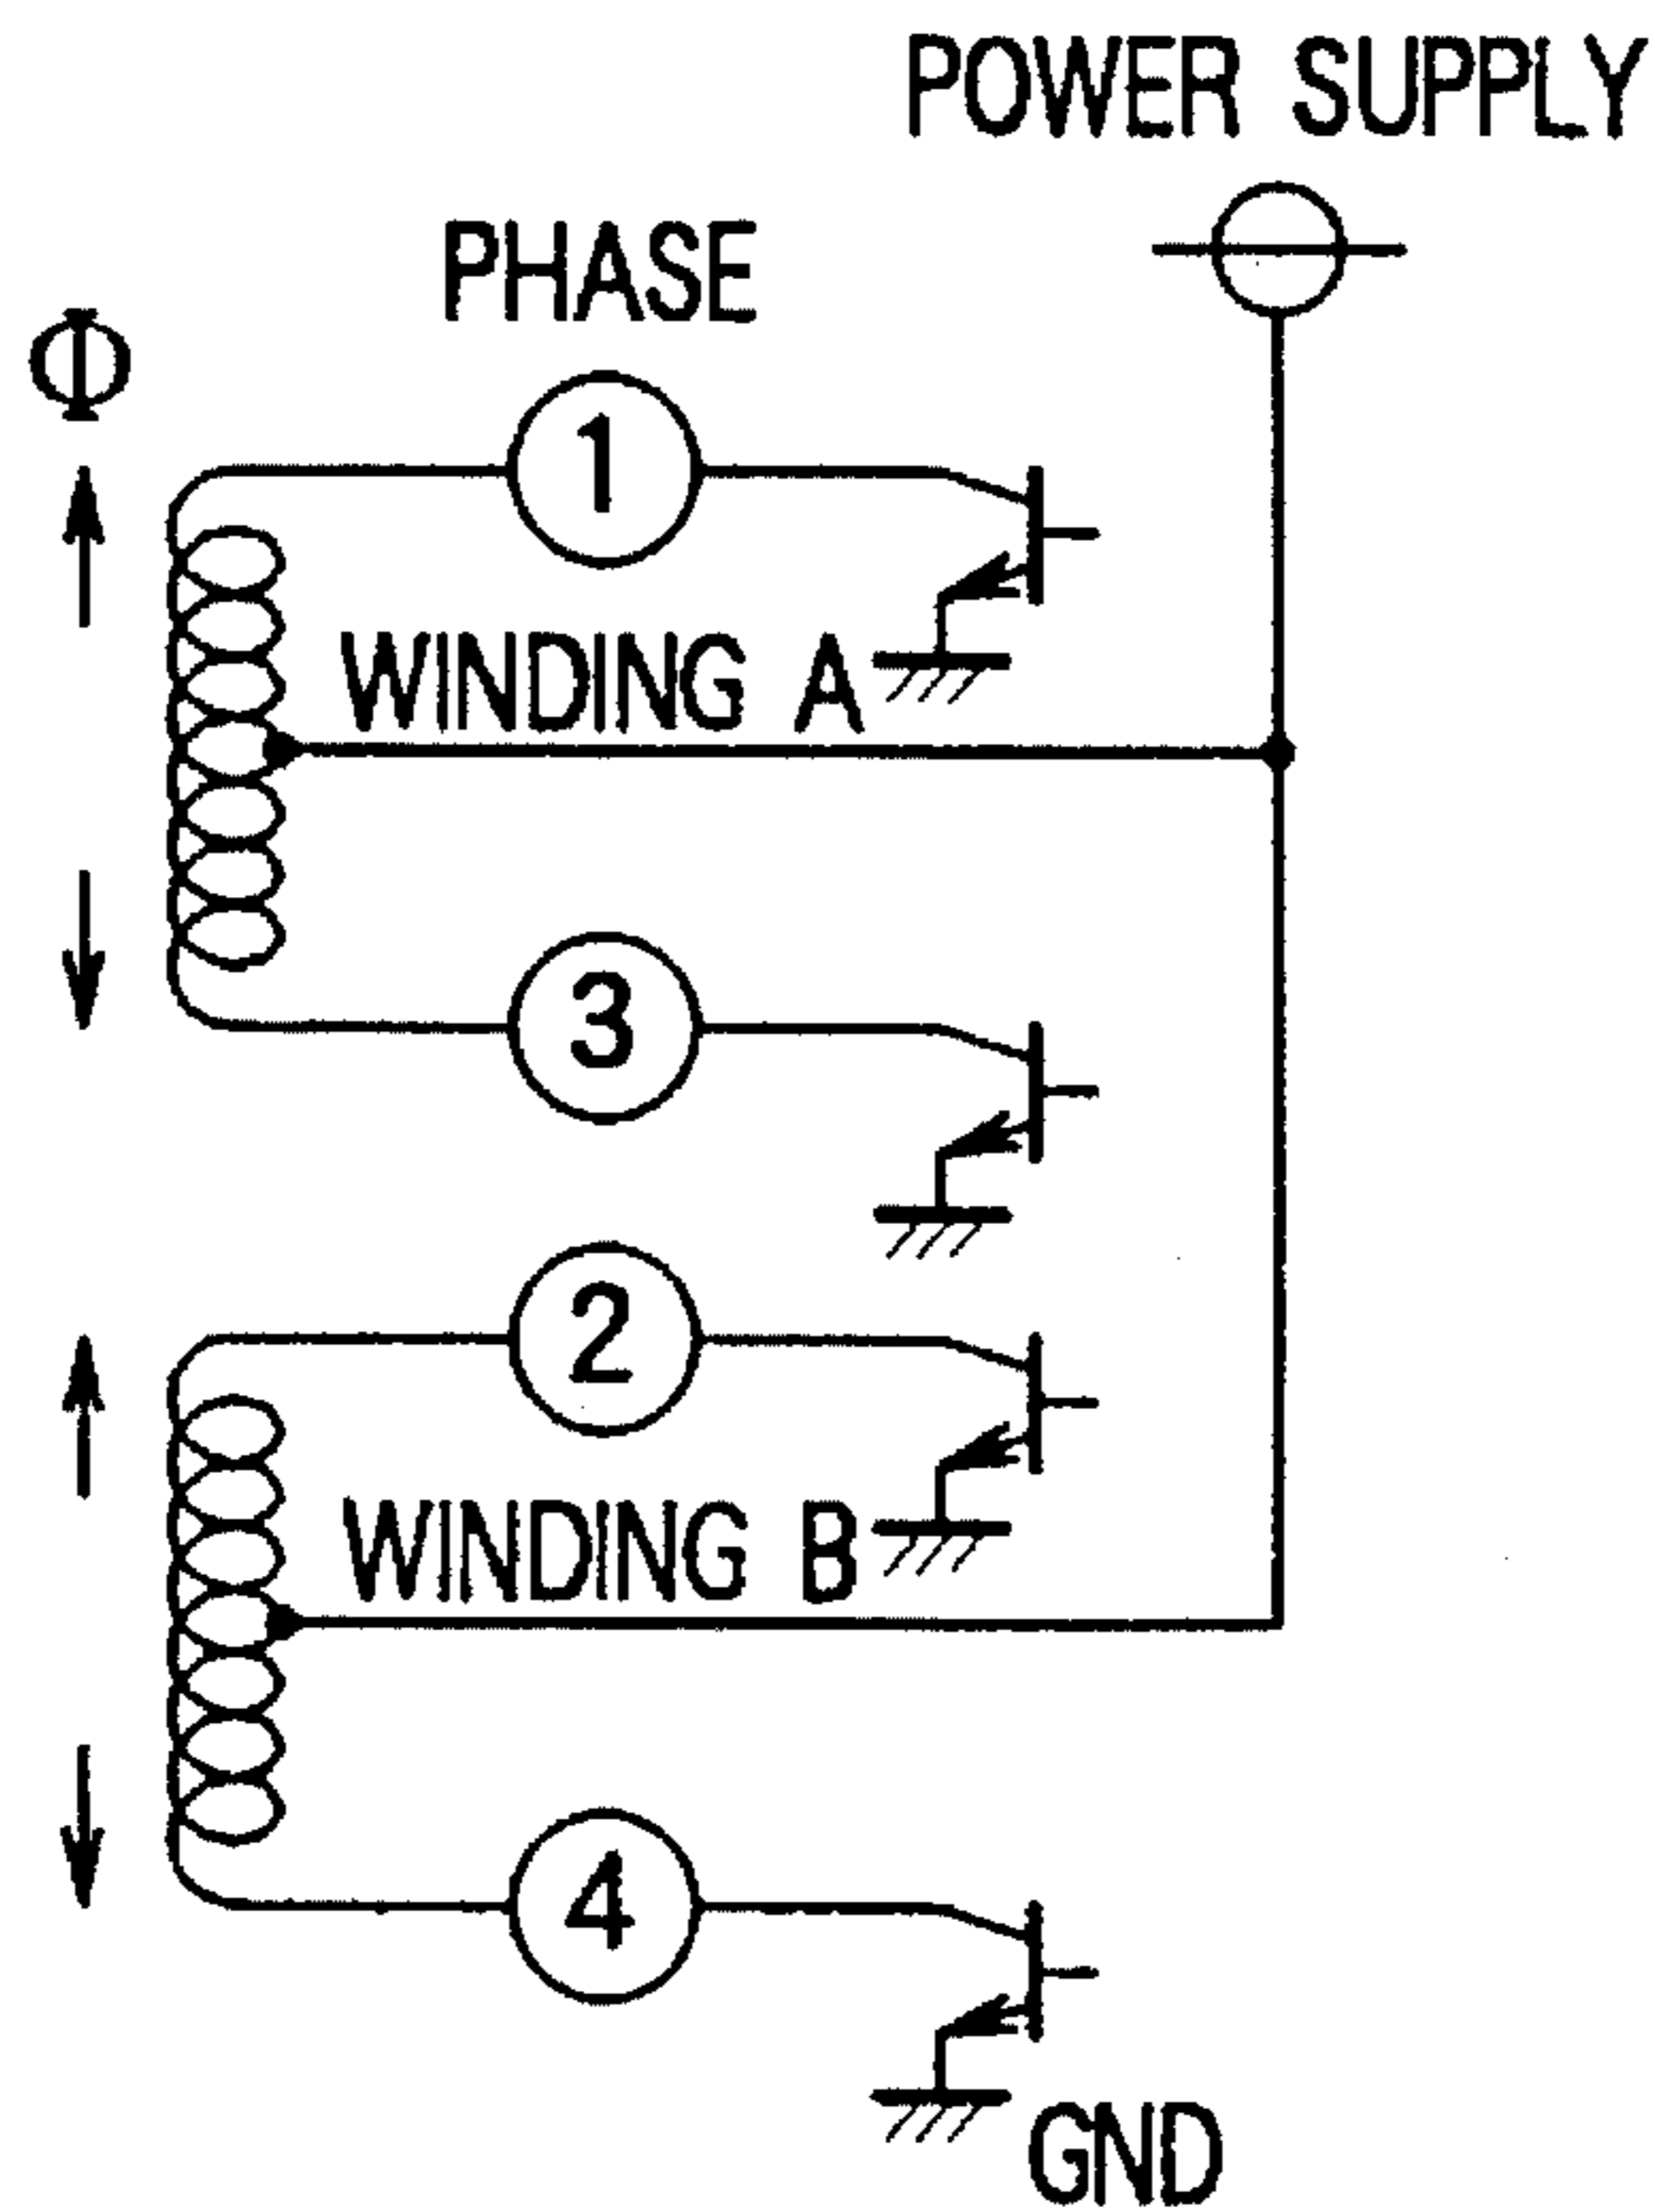 POWER SUPPLY
PHASE
Φ
1
WINDING A
3
2
WINDING B
4
GND